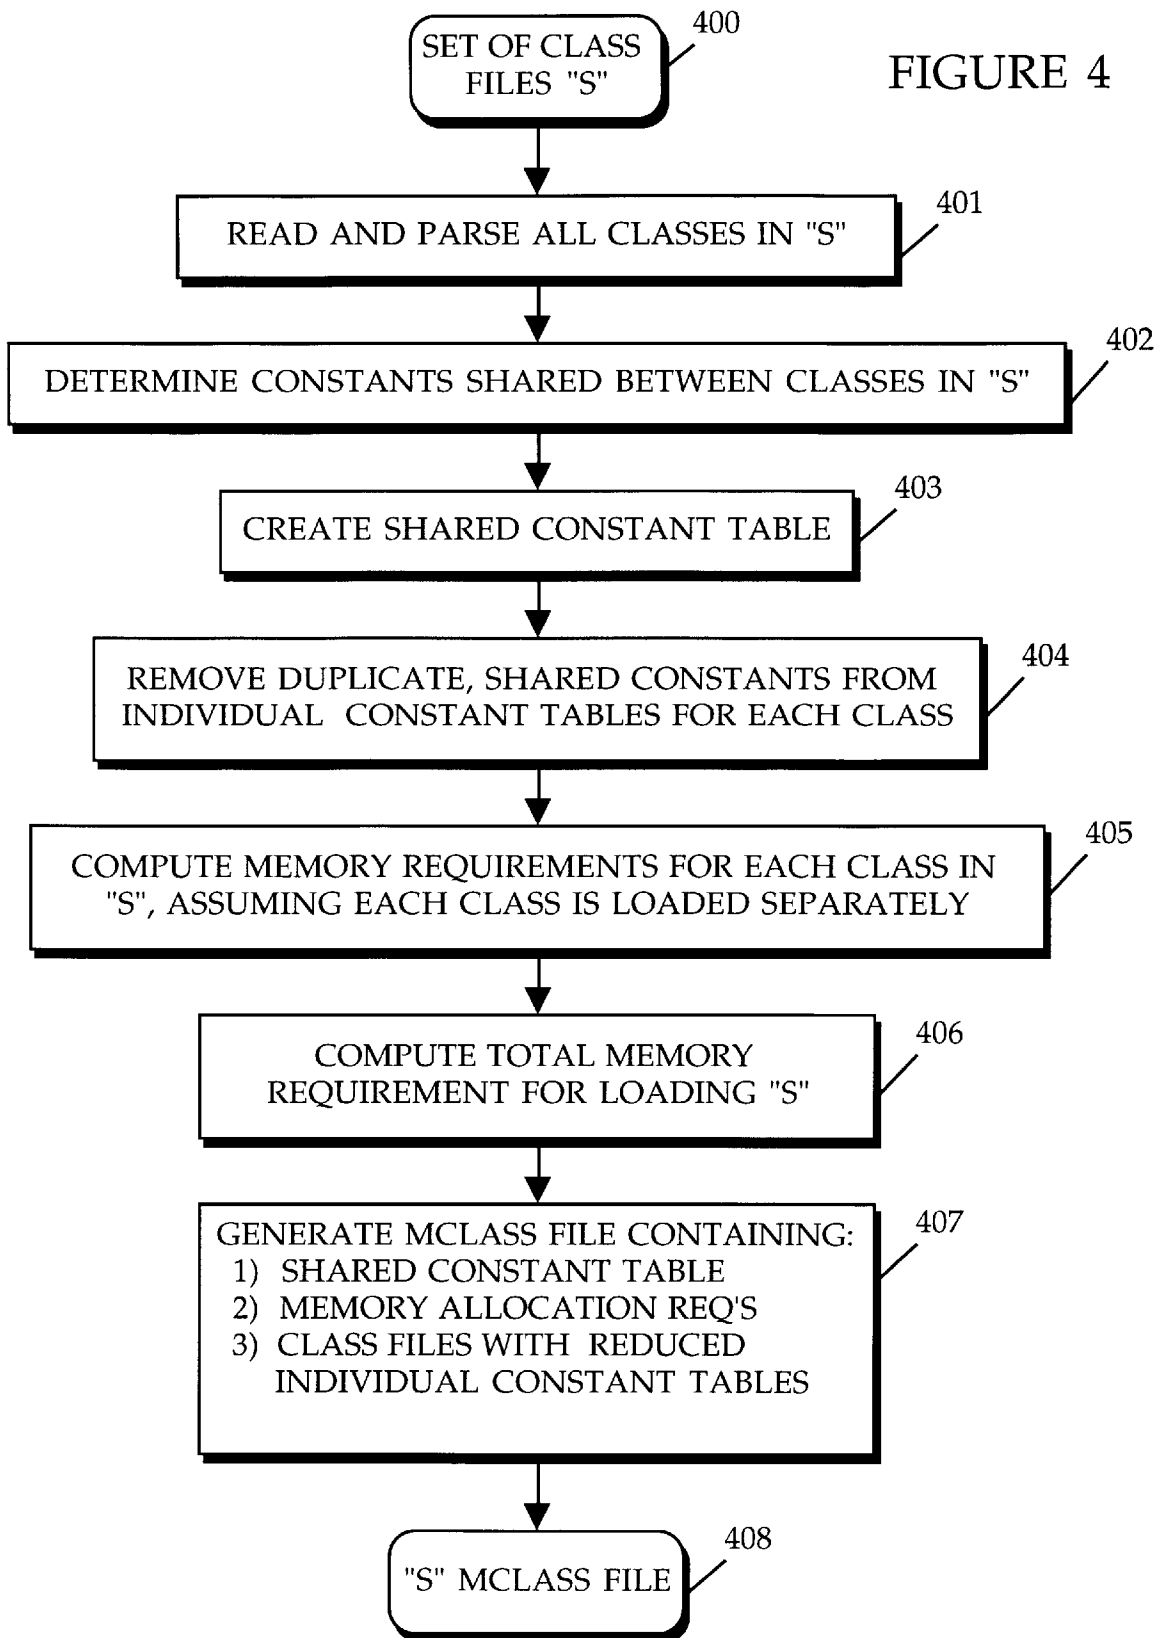 SET OF CLASS
FILES "S"
400
FIGURE 4
READ AND PARSE ALL CLASSES IN "S"
401
DETERMINE CONSTANTS SHARED BETWEEN CLASSES IN "S"
402
CREATE SHARED CONSTANT TABLE
403
REMOVE DUPLICATE, SHARED CONSTANTS FROM
INDIVIDUAL CONSTANT TABLES FOR EACH CLASS
404
COMPUTE MEMORY REQUIREMENTS FOR EACH CLASS IN
"S", ASSUMING EACH CLASS IS LOADED SEPARATELY
405
COMPUTE TOTAL MEMORY
REQUIREMENT FOR LOADING "S"
406
GENERATE MCLASS FILE CONTAINING:
1) SHARED CONSTANT TABLE
2) MEMORY ALLOCATION REQ'S
3) CLASS FILES WITH REDUCED
INDIVIDUAL CONSTANT TABLES
407
"S" MCLASS FILE
408